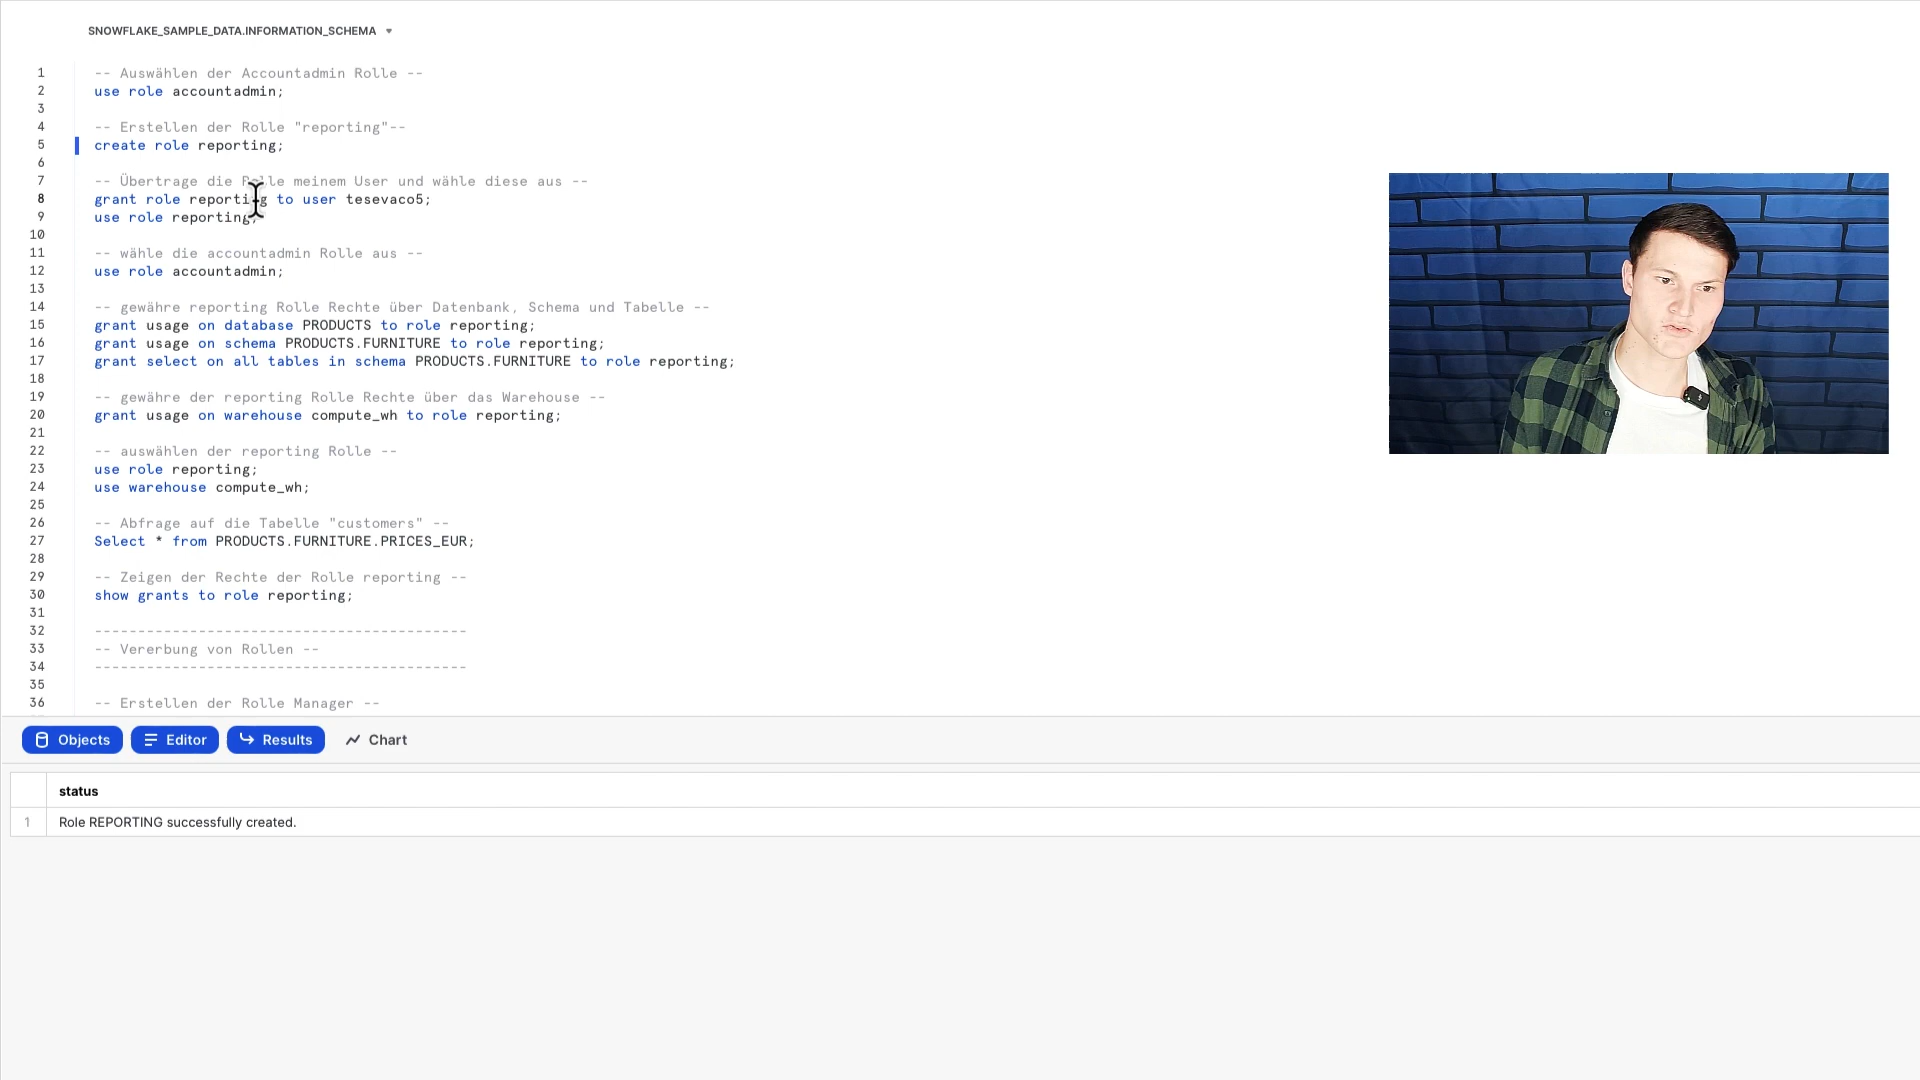 SNOWFLAKE_SAMPLE_DATA.INFORMATION_SCHEMA
1 -- Auswählen der Accountadmin Rolle --
2 use role accountadmin;
3
4 -- Erstellen der Rolle "reporting"--
5 create role reporting;
6
7 -- Übertrage die Rolle meinem User und wähle diese aus --
8 grant role reporting to user tesevaco5;
9 use role reporting;
10
11 -- wähle die accountadmin Rolle aus --
12 use role accountadmin;
13
14 -- gewähre reporting Rolle Rechte über Datenbank, Schema und Tabelle --
15 grant usage on database PRODUCTS to role reporting;
16 grant usage on schema PRODUCTS.FURNITURE to role reporting;
17 grant select on all tables in schema PRODUCTS.FURNITURE to role reporting;
18
19 -- gewähre der reporting Rolle Rechte über das Warehouse --
20 grant usage on warehouse compute_wh to role reporting;
21
22 -- auswählen der reporting Rolle --
23 use role reporting;
24 use warehouse compute_wh;
25
26 -- Abfrage auf die Tabelle "customers" --
27 Select * from PRODUCTS.FURNITURE.PRICES_EUR;
28
29 -- Zeigen der Rechte der Rolle reporting --
30 show grants to role reporting;
31
32 -------------------------------------------
33 -- Vererbung von Rollen --
34 -------------------------------------------
35
36 -- Erstellen der Rolle Manager --
Objects Editor Results Chart
status
1 Role REPORTING successfully created.